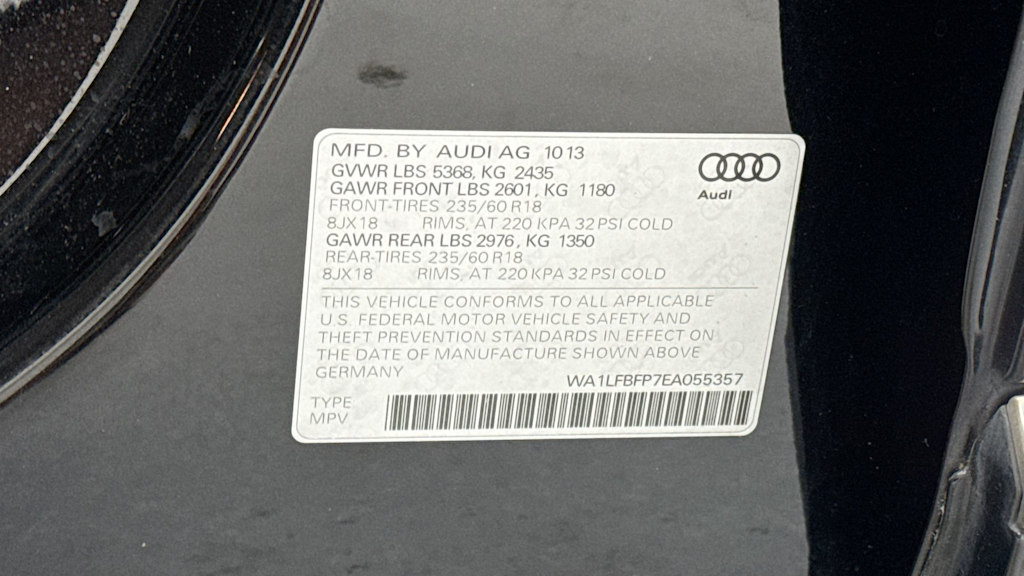 MFD. BY AUDI AG 10 13
GVWR LBS 5368, KG 2435
GAWR FRONT LBS 2601, KG 1180
FRONT-TIRES 235/60 R18
8JX18 RIMS, AT 220 KPA 32 PSI COLD
GAWR REAR LBS 2976, KG 1350
REAR-TIRES 235/60 R18
8JX18 RIMS, AT 220 KPA 32 PSI COLD
Audi
THIS VEHICLE CONFORMS TO ALL APPLICABLE
U.S. FEDERAL MOTOR VEHICLE SAFETY AND
THEFT PREVENTION STANDARDS IN EFFECT ON
THE DATE OF MANUFACTURE SHOWN ABOVE
GERMANY
WA1LFBFP7EA055357
TYPE
MPV